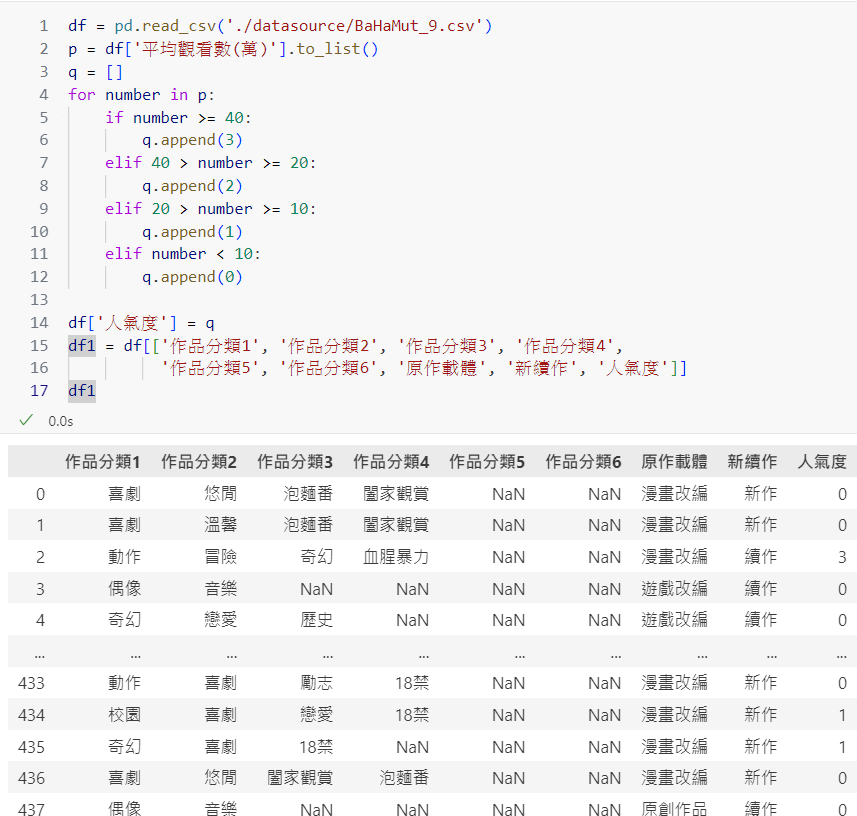 1 df = pd.read_csv('./datasource/BaHaMut_9.csv')
2 p = df['平均觀看數(萬)'].to_list()
3 q = []
4 for number in p:
5 if number >= 40:
6 q.append(3)
7 elif 40 > number >= 20:
8 q.append(2)
9 elif 20 > number >= 10:
10 q.append(1)
11 elif number < 10:
12 q.append(0)
13
14 df['人氣度'] = q
15 df1 = df[['作品分類1', '作品分類2', '作品分類3', '作品分類4',
16 '作品分類5', '作品分類6', '原作載體', '新續作', '人氣度']]
17 df1
0.0s
作品分類1 作品分類2 作品分類3 作品分類4 作品分類5 作品分類6 原作載體 新續作 人氣度
0 喜劇 悠閒 泡麵番 闔家觀賞 NaN NaN 漫畫改編 新作 0
1 喜劇 溫馨 泡麵番 闔家觀賞 NaN NaN 漫畫改編 新作 0
2 動作 冒險 奇幻 血腥暴力 NaN NaN 漫畫改編 續作 3
3 偶像 音樂 NaN NaN NaN NaN 遊戲改編 續作 0
4 奇幻 戀愛 歷史 NaN NaN NaN 遊戲改編 續作 0
... ... ... ... ... ... ... ... ... ...
433 動作 喜劇 勵志 18禁 NaN NaN 漫畫改編 新作 0
434 校園 喜劇 戀愛 18禁 NaN NaN 漫畫改編 新作 1
435 奇幻 喜劇 18禁 NaN NaN NaN 漫畫改編 新作 1
436 喜劇 悠閒 闔家觀賞 泡麵番 NaN NaN 漫畫改編 新作 0
437 偶像 音樂 NaN NaN NaN NaN 原創作品 續作 0